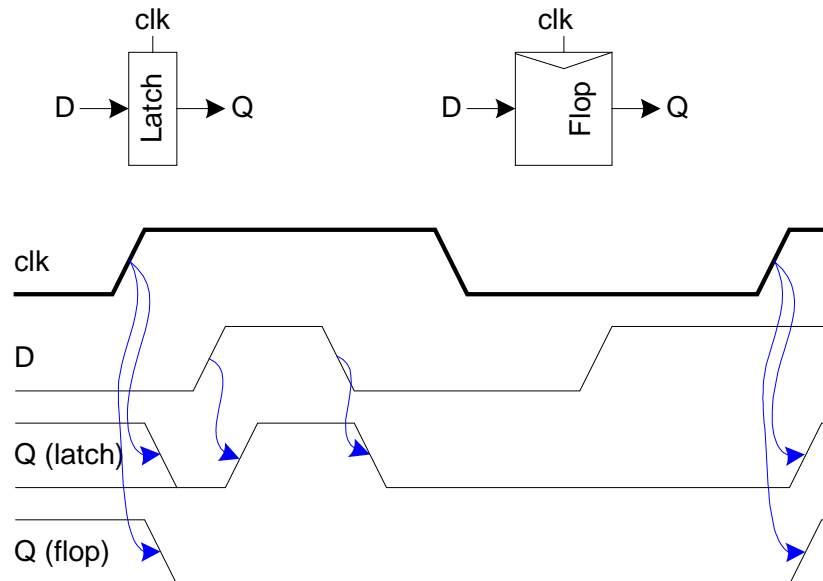 clk clk
D Latch Q D Flop Q
clk
D
Q (latch)
Q (flop)